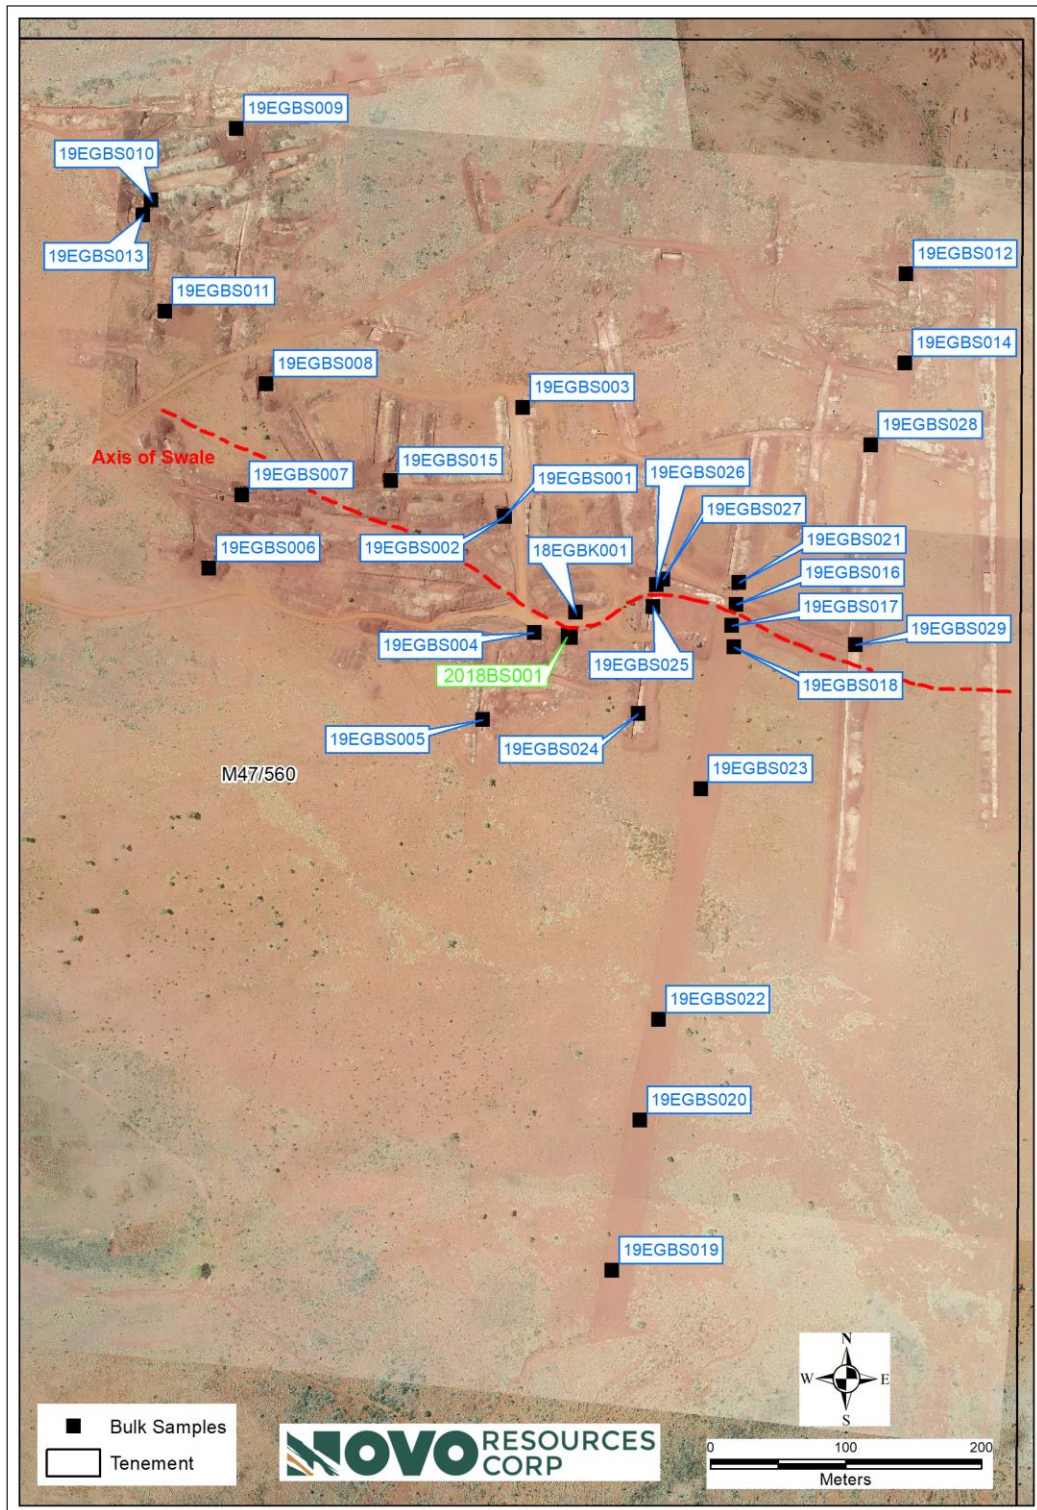 19EGBS009
19EGBS010
19EGBS013
19EGBS012
19EGBS011
19EGBS014
19EGBS008
19EGBS003
19EGBS028
Axis of Swale
19EGBS015
19EGBS026
19EGBS007
19EGBS001
19EGBS027
19EGBS002
18EGBK001
19EGBS021
19EGBS006
19EGBS016
19EGBS017
19EGBS029
19EGBS004
19EGBS025
2018BS001
19EGBS018
19EGBS005
19EGBS024
M47/560
19EGBS023
19EGBS022
19EGBS020
19EGBS019
N
W E
S
Bulk Samples
Tenement
NOVO RESOURCES
CORP
0 100 200
Meters